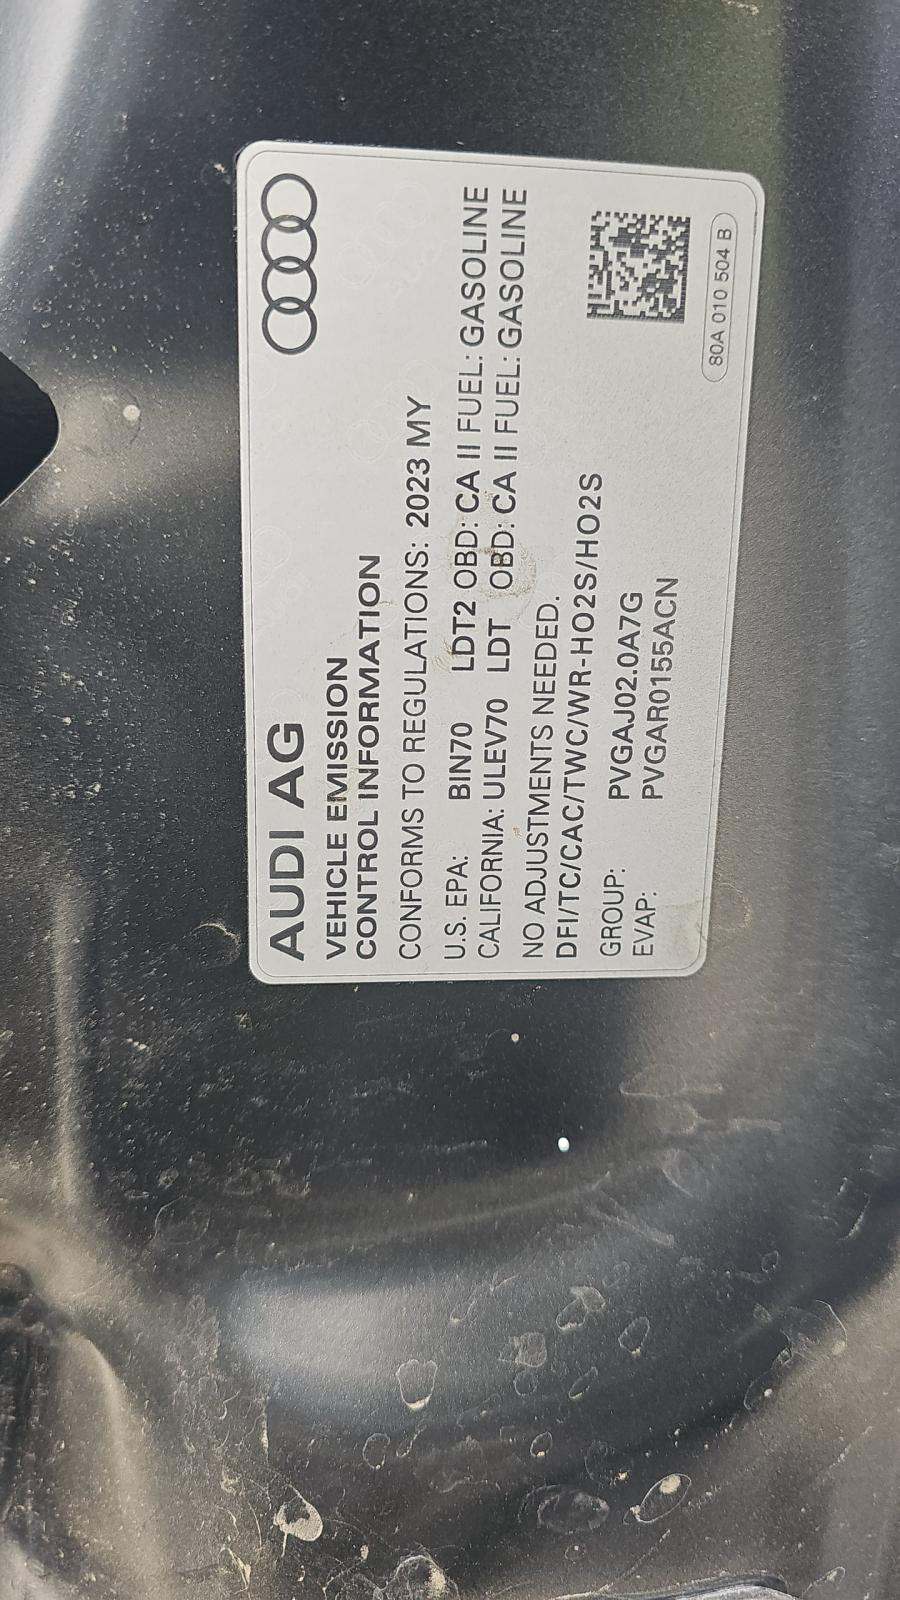 AUDI AG
VEHICLE EMISSION
CONTROL INFORMATION
CONFORMS TO REGULATIONS: 2023 MY
U.S. EPA: BIN70 LDT2 OBD: CA II FUEL: GASOLINE
CALIFORNIA: ULEV70 LDT OBD: CA II FUEL: GASOLINE
NO ADJUSTMENTS NEEDED.
DFI/TC/CAC/TWC/WR-HO2S/HO2S
GROUP: PVGAJ02.0A7G
EVAP: PVGAR0155ACN
80A 010 504 B